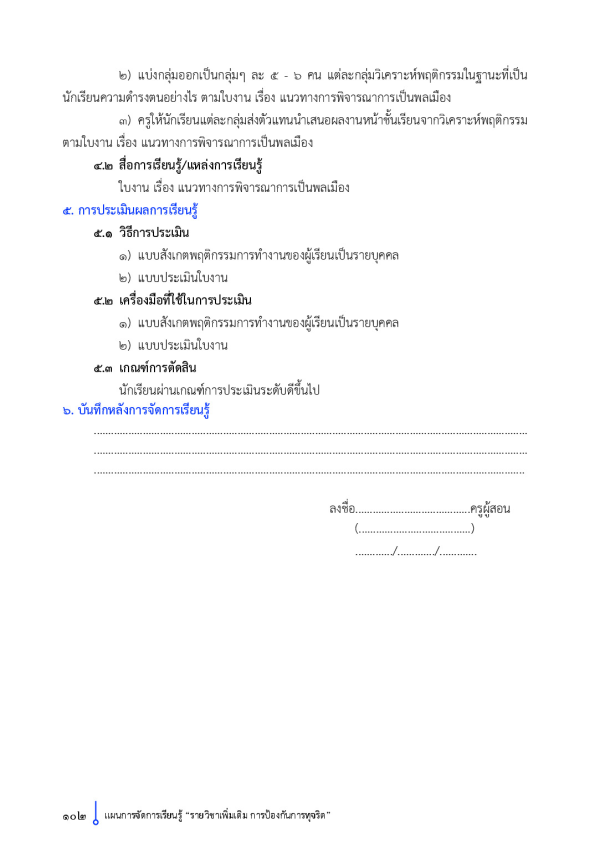 ๒) แบ่งกลุ่มออกเป็นกลุ่มๆ ละ ๕ - ๖ คน แต่ละกลุ่มวิเคราะห์พฤติกรรมในฐานะที่เป็น
นักเรียนความดำรงตนอย่างไร ตามใบงาน เรื่อง แนวทางการพิจารณาการเป็นพลเมือง
๓) ครูให้นักเรียนแต่ละกลุ่มส่งตัวแทนนำเสนอผลงานหน้าชั้นเรียนจากวิเคราะห์พฤติกรรม
ตามใบงาน เรื่อง แนวทางการพิจารณาการเป็นพลเมือง
๔.๒ สื่อการเรียนรู้/แหล่งการเรียนรู้
ใบงาน เรื่อง แนวทางการพิจารณาการเป็นพลเมือง
๕. การประเมินผลการเรียนรู้
๕.๑ วิธีการประเมิน
๑) แบบสังเกตพฤติกรรมการทำงานของผู้เรียนเป็นรายบุคคล
๒) แบบประเมินใบงาน
๕.๒ เครื่องมือที่ใช้ในการประเมิน
๑) แบบสังเกตพฤติกรรมการทำงานของผู้เรียนเป็นรายบุคคล
๒) แบบประเมินใบงาน
๕.๓ เกณฑ์การตัดสิน
นักเรียนผ่านเกณฑ์การประเมินระดับดีขึ้นไป
๖. บันทึกหลังการจัดการเรียนรู้
..........................................................................................................................................................
..........................................................................................................................................................
.........................................................................................................................................................
ลงชื่อ........................................ครูผู้สอน
(.......................................)
............./............./.............
๑๐๒ แผนการจัดการเรียนรู้ “รายวิชาเพิ่มเติม การป้องกันการทุจริต”